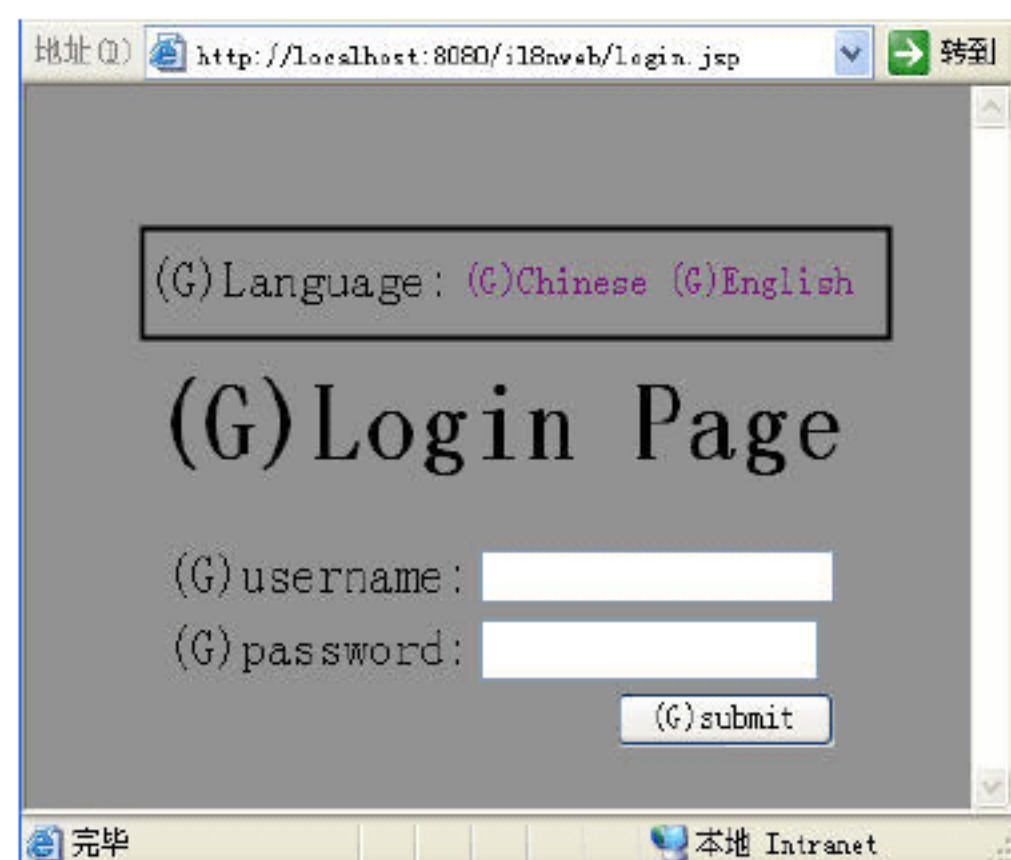 地址(D) http://localhost:8080/i18nweb/login.jsp 转到
(G)Language: (G)Chinese (G)English
(G)Login Page
(G)username:
(G)password:
(G)submit
完毕 本地 Intranet